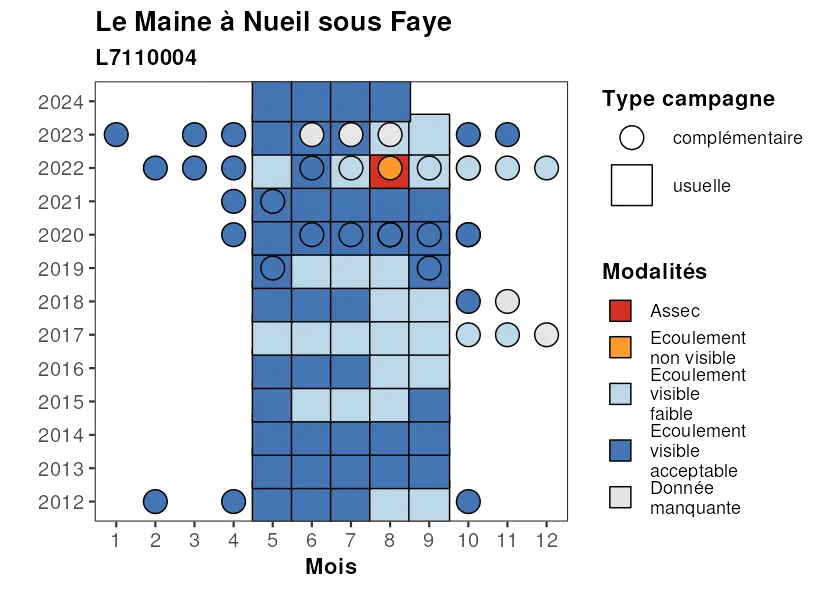 Le Maine à Nueil sous Faye
L7110004
2024
2023
2022
2021
2020
2019
2018
2017
2016
2015
2014
2013
2012
1 2 3 4 5 6 7 8 9 10 11 12
Mois
Type campagne
complémentaire
usuelle
Modalités
Assec
Ecoulement
non visible
Ecoulement
visible
faible
Ecoulement
visible
acceptable
Donnée
manquante